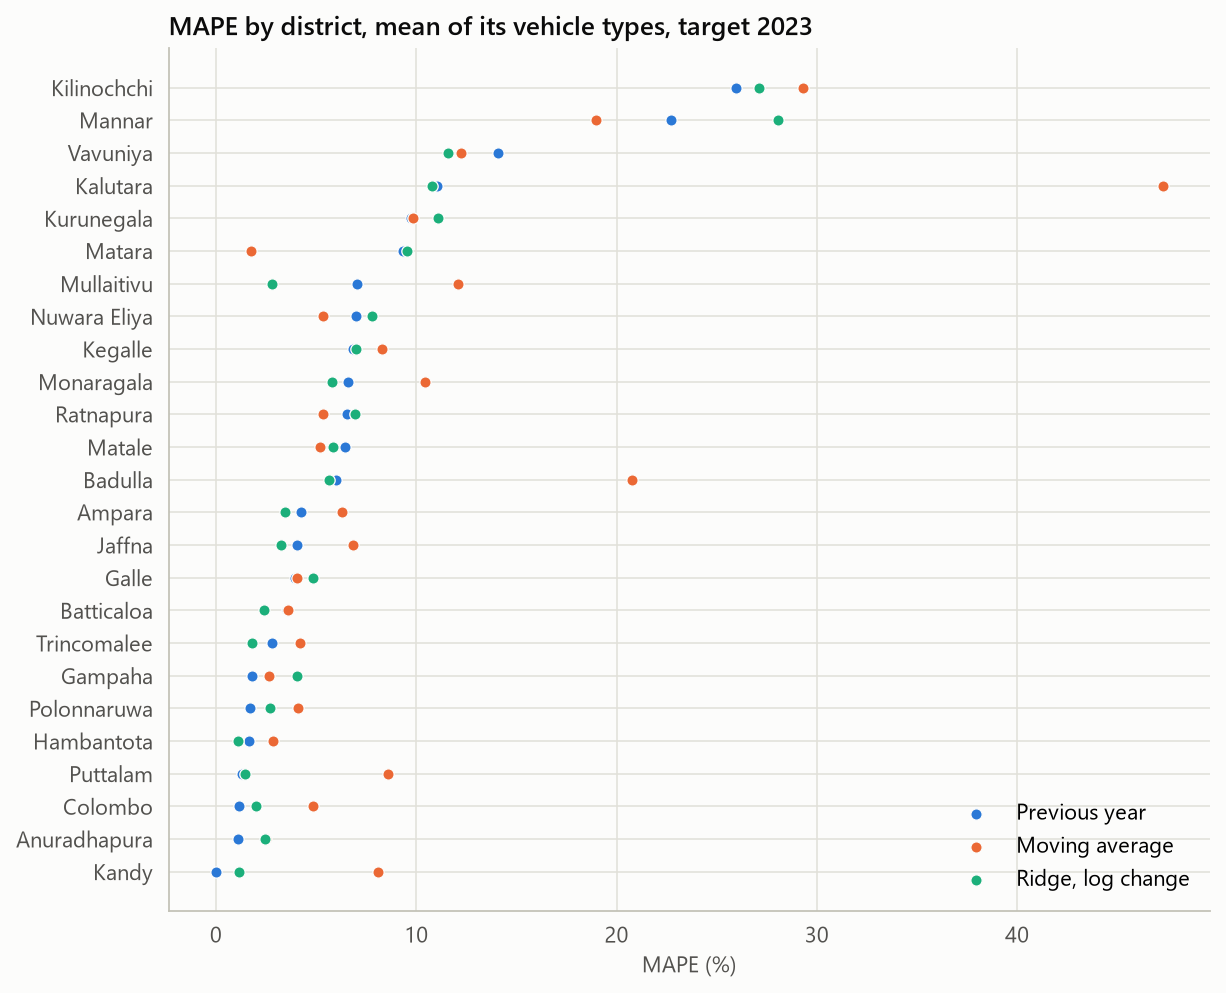 MAPE by district, mean of its vehicle types, target 2023
Kilinochchi
Mannar
Vavuniya
Kalutara
Kurunegala
Matara
Mullaitivu
Nuwara Eliya
Kegalle
Monaragala
Ratnapura
Matale
Badulla
Ampara
Jaffna
Galle
Batticaloa
Trincomalee
Gampaha
Polonnaruwa
Hambantota
Puttalam
Colombo
Anuradhapura
Kandy
Previous year
Moving average
Ridge, log change
0 10 20 30 40
MAPE (%)